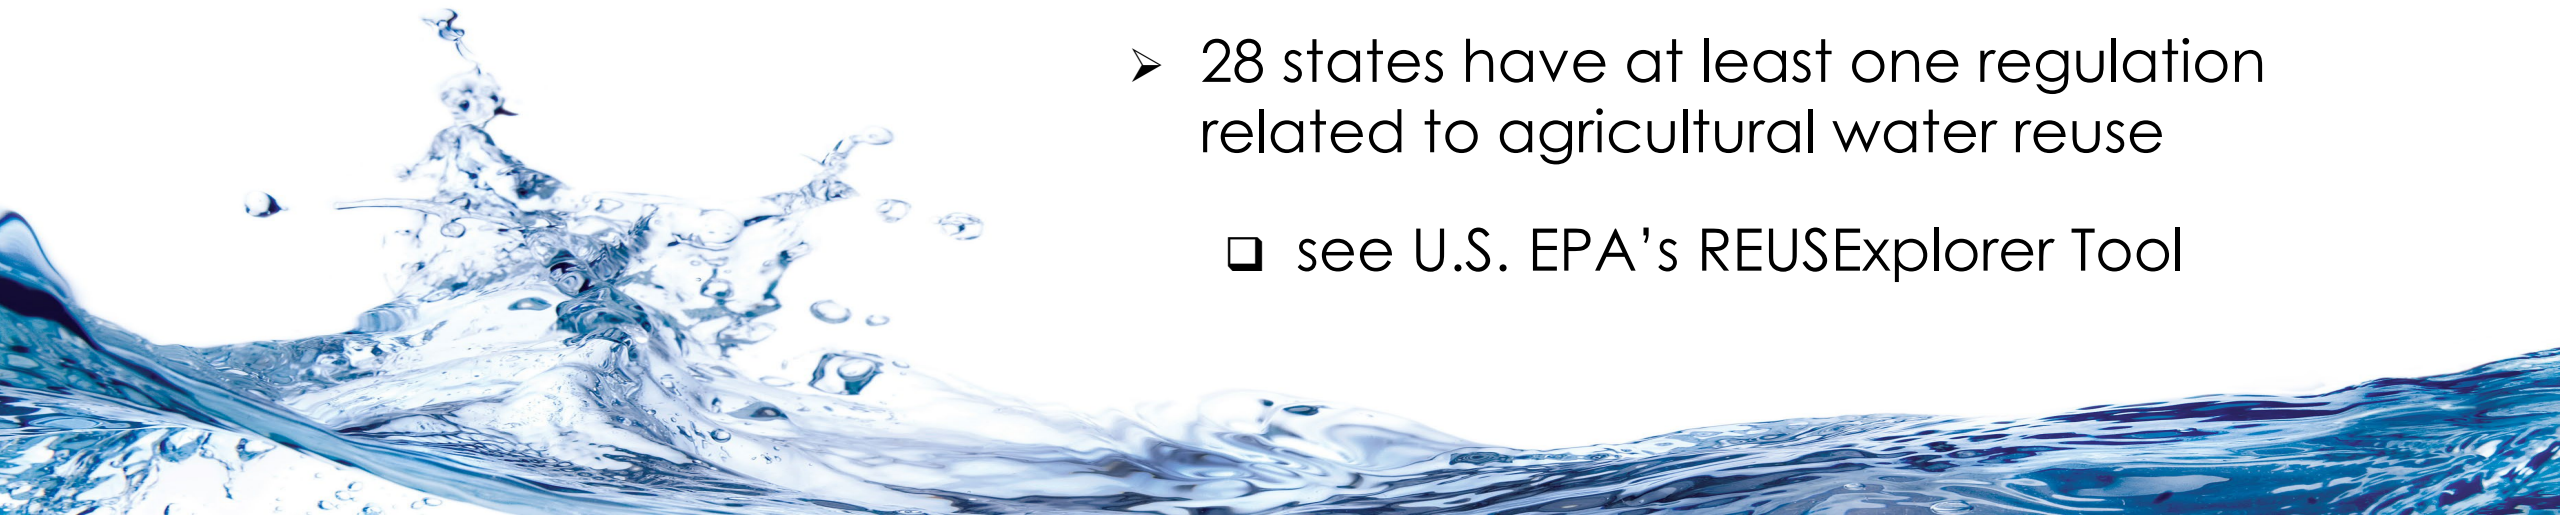 ➢ 28 states have at least one regulation
related to agricultural water reuse
❑ see U.S. EPA’s REUSExplorer Tool